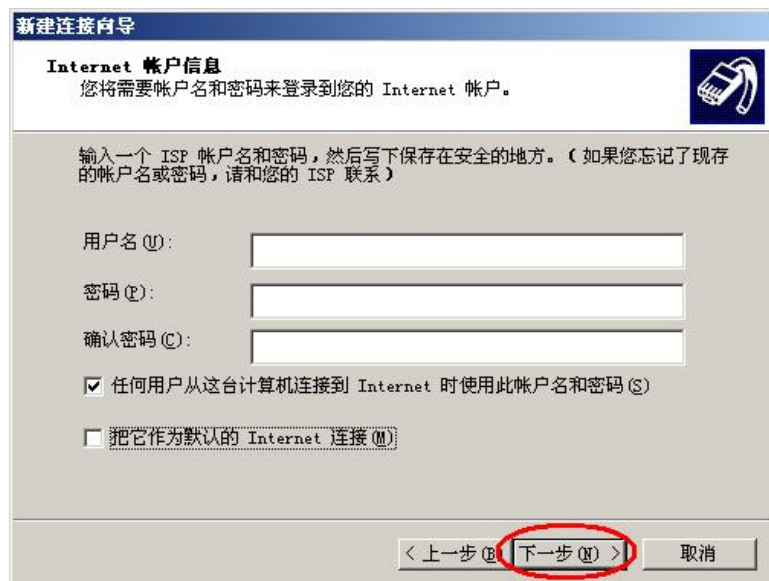 新建连接向导
Internet 帐户信息
您将需要帐户名和密码来登录到您的 Internet 帐户。
输入一个 ISP 帐户名和密码，然后写下保存在安全的地方。（如果您忘记了现存
的帐户名或密码，请和您的 ISP 联系）
用户名(U):
密码(P):
确认密码(C):
任何用户从这台计算机连接到 Internet 时使用此帐户名和密码(S)
把它作为默认的 Internet 连接(M)
< 上一步(B) 下一步(N) > 取消